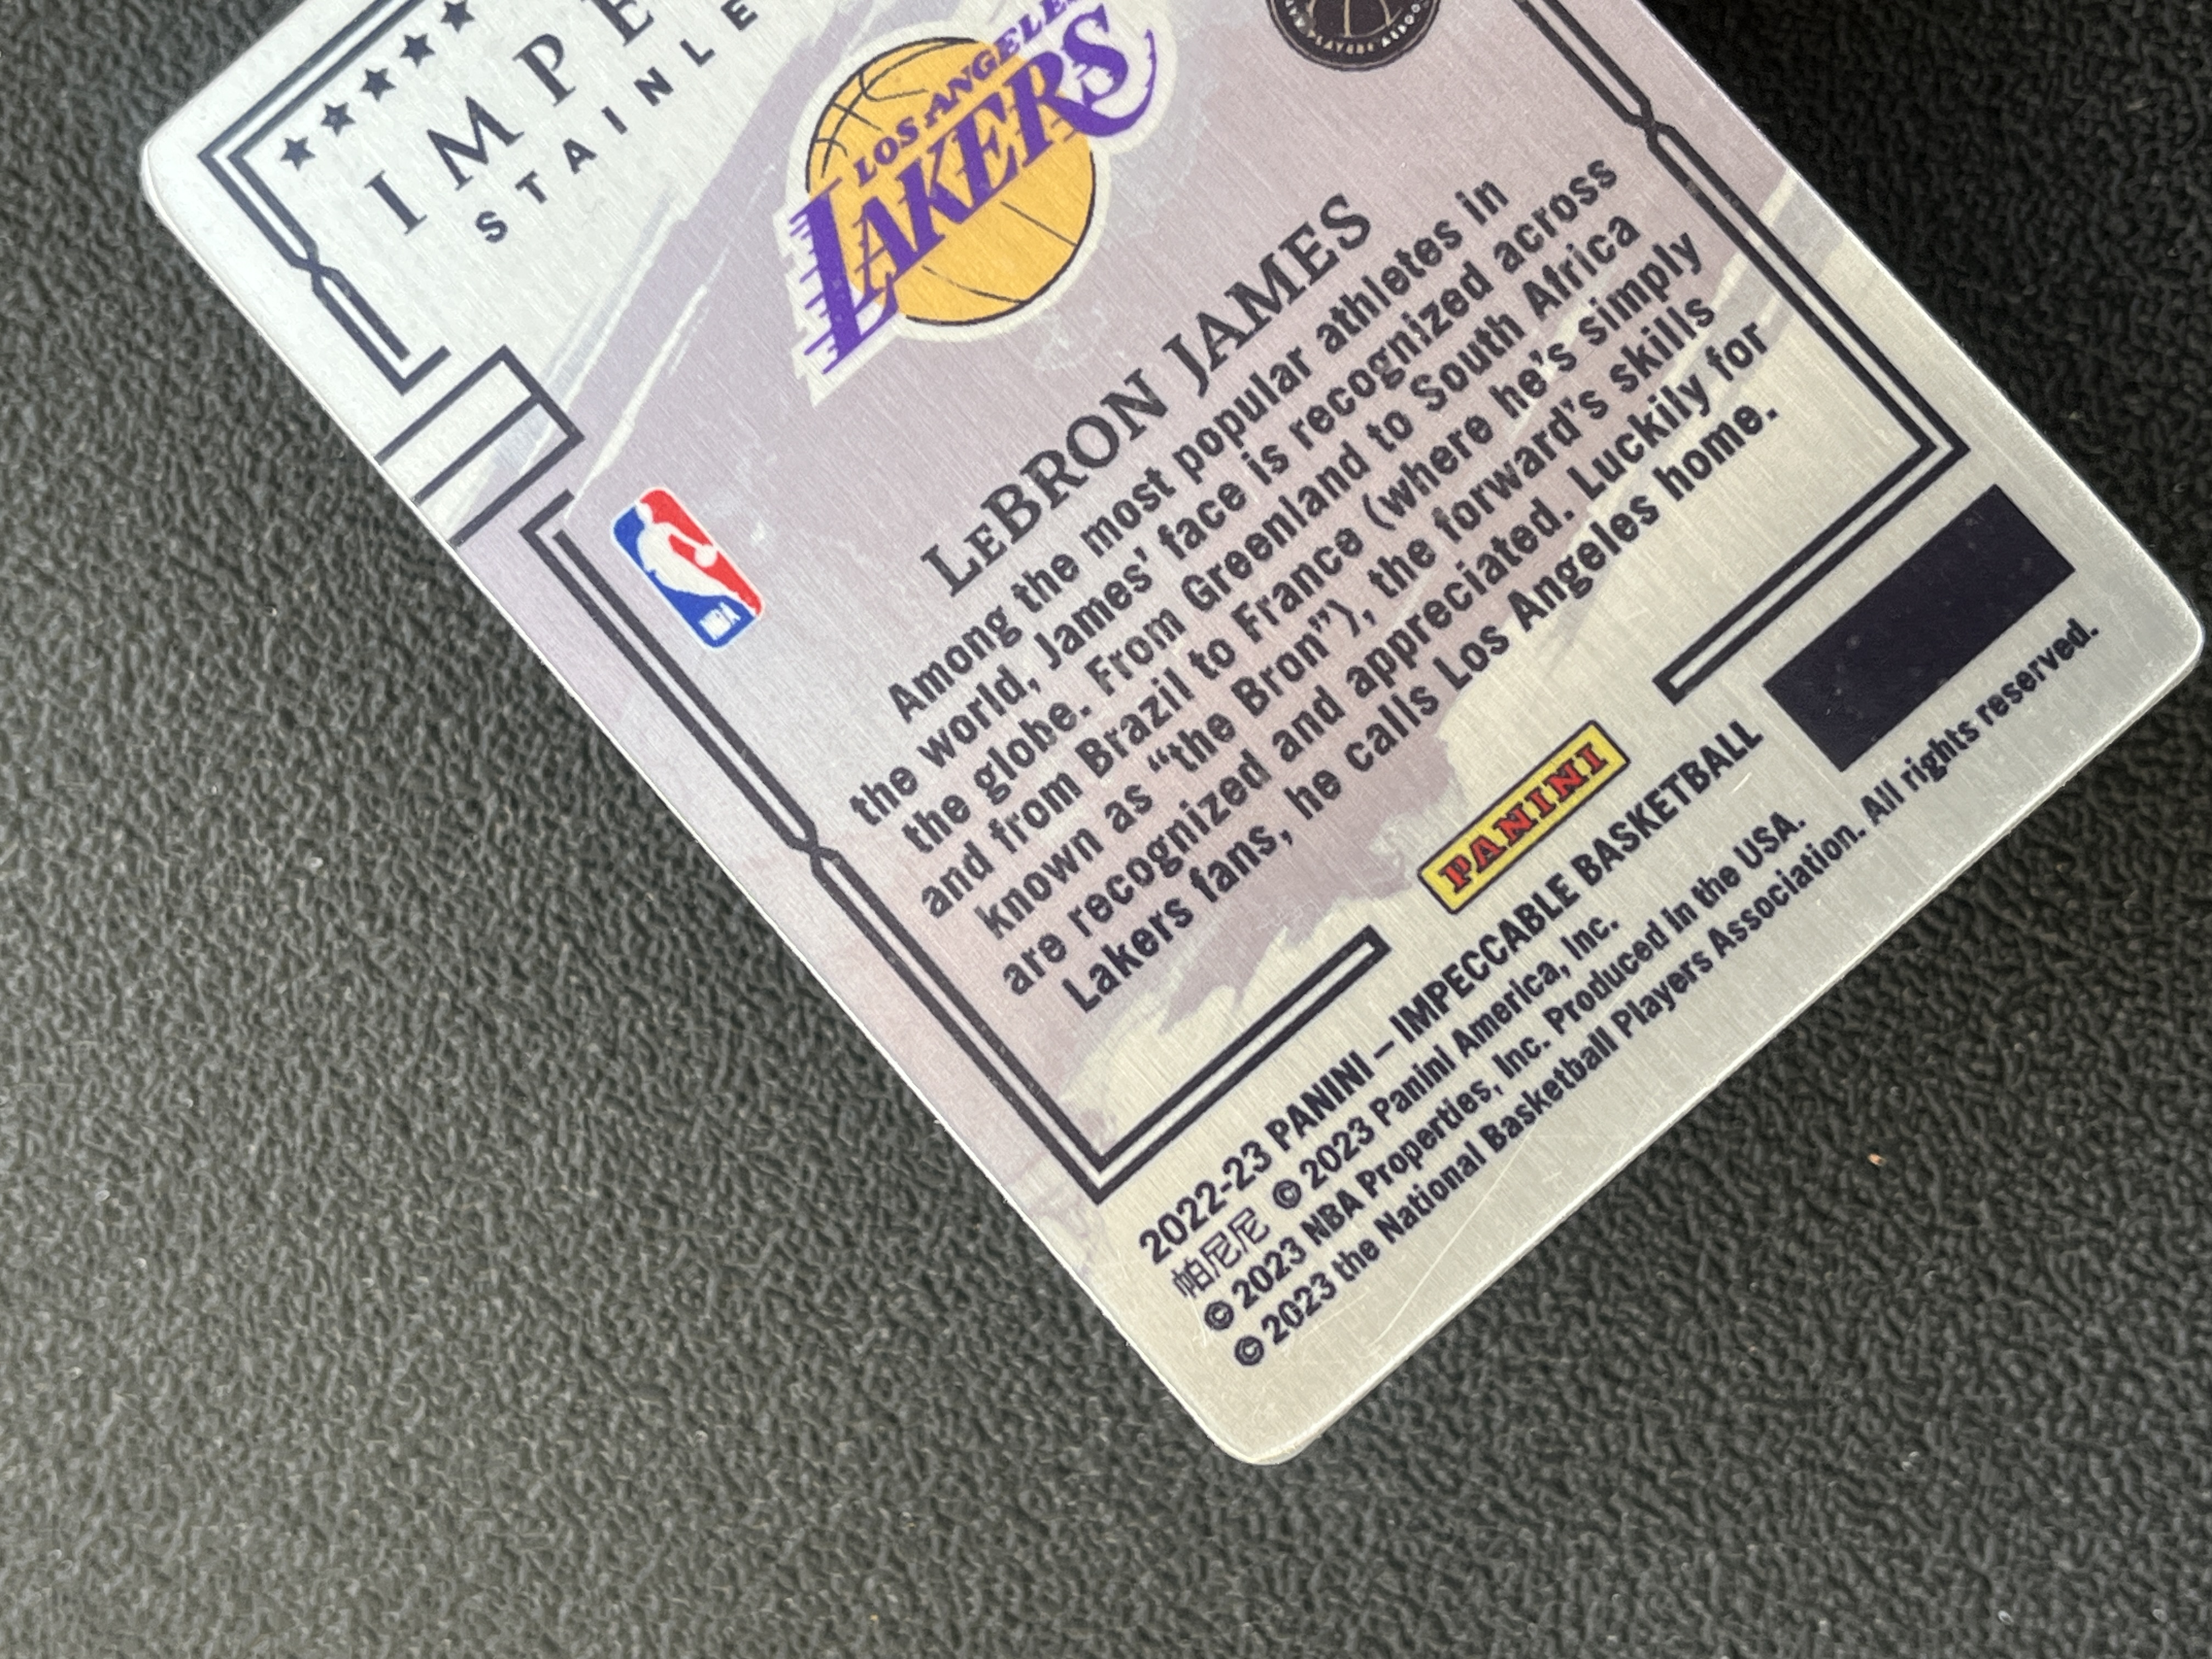 IMPE
STAINLE
LOS ANGELES
LAKERS
PLAYERS ASSOC
LeBRON JAMES
Among the most popular athletes in
the world, James' face is recognized across
the globe. From Greenland to South Africa
and from Brazil to France (where he's simply
known as “the Bron”), the forward's skills
are recognized and appreciated. Luckily for
Lakers fans, he calls Los Angeles home.
NBA
PANINI
2022-23 PANINI – IMPECCABLE BASKETBALL
帕尼尼 © 2023 Panini America, Inc.
© 2023 NBA Properties, Inc. Produced in the USA.
© 2023 the National Basketball Players Association. All rights reserved.